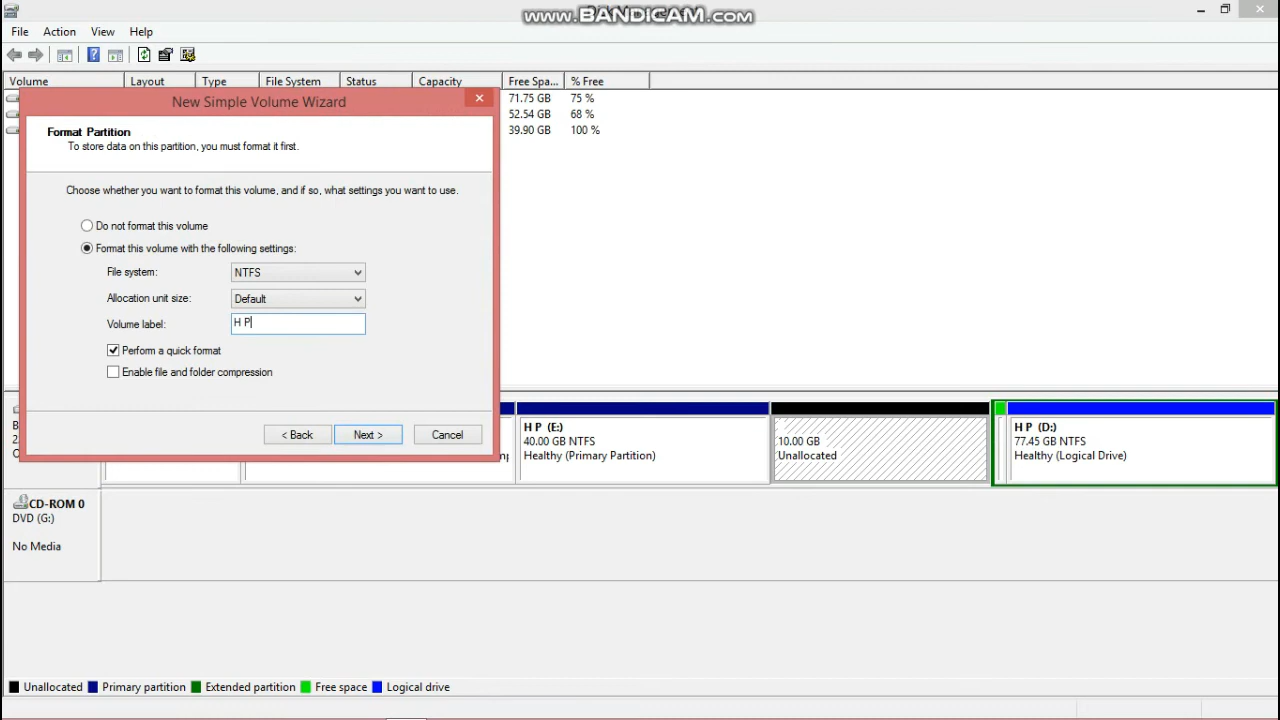 www.BANDICAM.com
File Action View Help
Volume Layout Type File System Status Capacity Free Spa... % Free
71.75 GB 75 %
52.54 GB 68 %
39.90 GB 100 %
New Simple Volume Wizard
Format Partition
To store data on this partition, you must format it first.
Choose whether you want to format this volume, and if so, what settings you want to use.
Do not format this volume
Format this volume with the following settings:
File system: NTFS
Allocation unit size: Default
Volume label: H P
Perform a quick format
Enable file and folder compression
< Back Next > Cancel
H P (E:)
40.00 GB NTFS
Healthy (Primary Partition)
10.00 GB
Unallocated
H P (D:)
77.45 GB NTFS
Healthy (Logical Drive)
CD-ROM 0
DVD (G:)
No Media
Unallocated Primary partition Extended partition Free space Logical drive